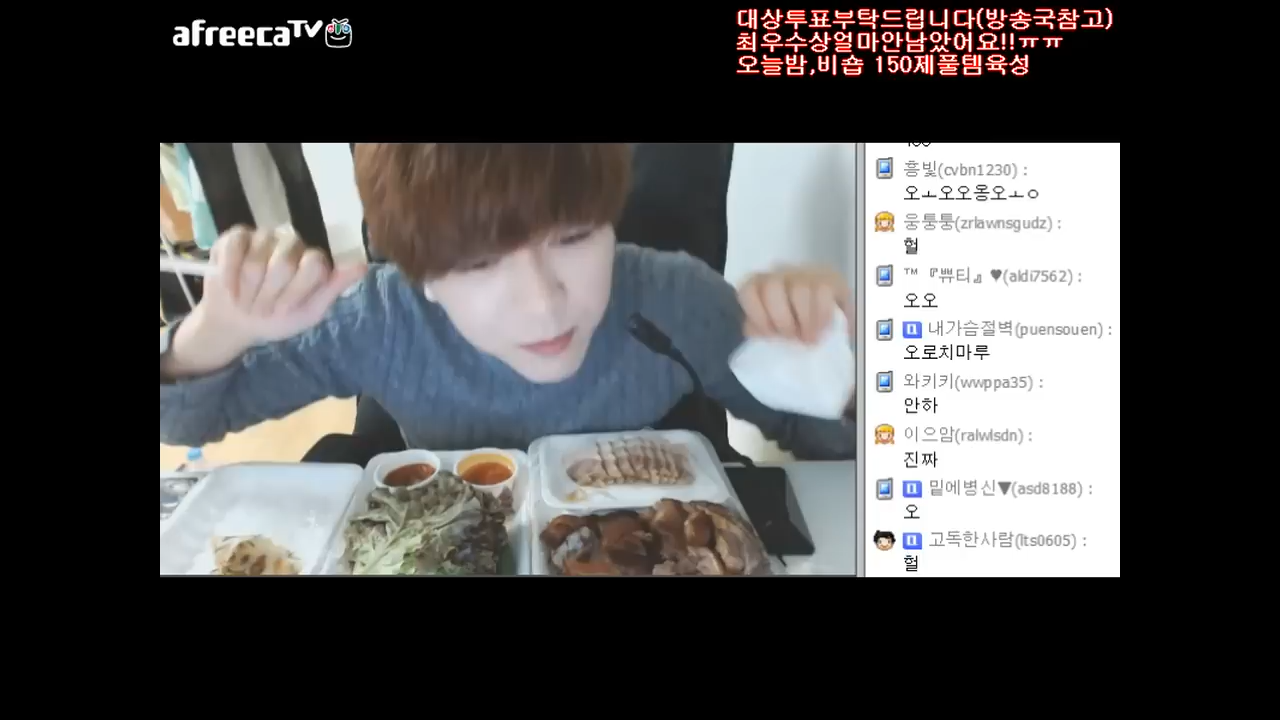 afreecaTV
대상투표부탁드립니다(방송국참고)
최우수상얼마안남았어요!!ㅠㅠ
오늘밤,비숍 150제풀템육성
흥빛(cvbn1230) :
오ㅗ오오옹오ㅗㅇ
웅퉁퉁(zrlawnsgudz) :
헐
™『쀼티』♥(aldi7562) :
오오
내가슴절벽(puensouen) :
오로치마루
와키키(wwppa35) :
안하
이으암(ralwlsdn) :
진짜
밑에병신▼(asd8188) :
오
고독한사람(lts0605) :
헐